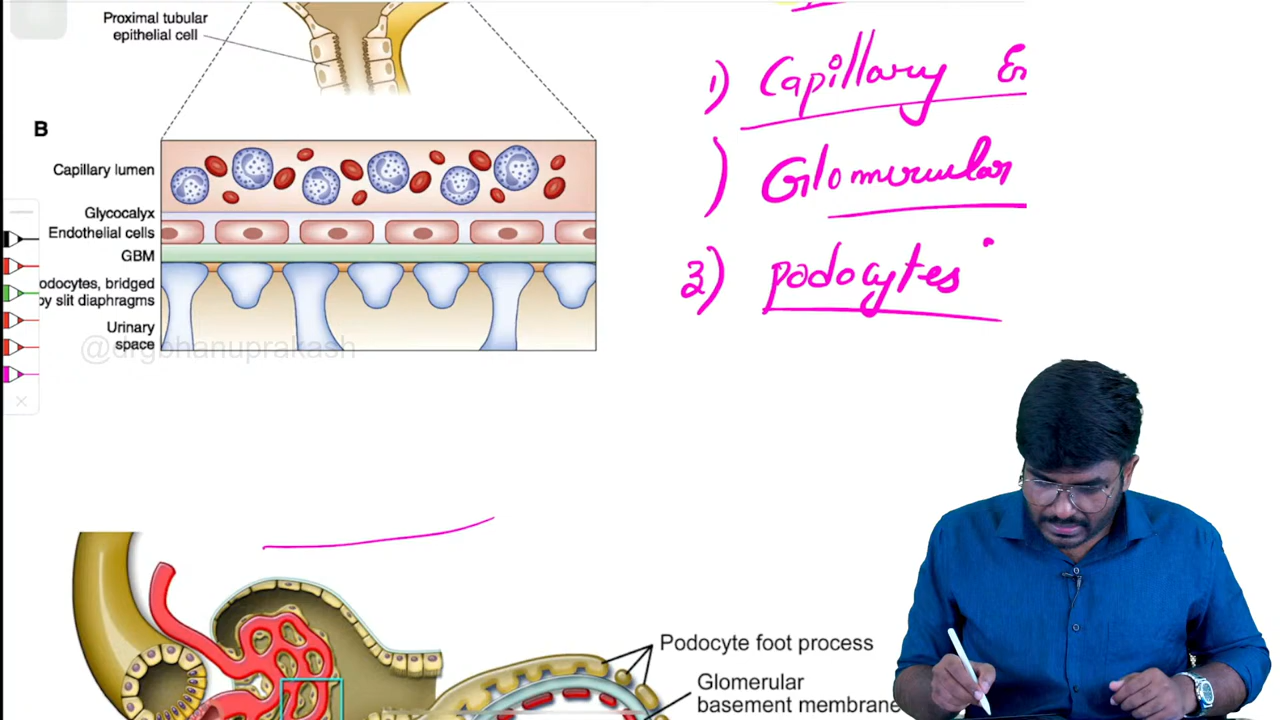 Proximal tubular
epithelial cell
B
Capillary lumen
Glycocalyx
Endothelial cells
GBM
odocytes, bridged
by slit diaphragms
Urinary
space
@drgbhanuprakash
1) Capillary En
) Glomerular
3) Podocytes
Podocyte foot process
Glomerular
basement membrane